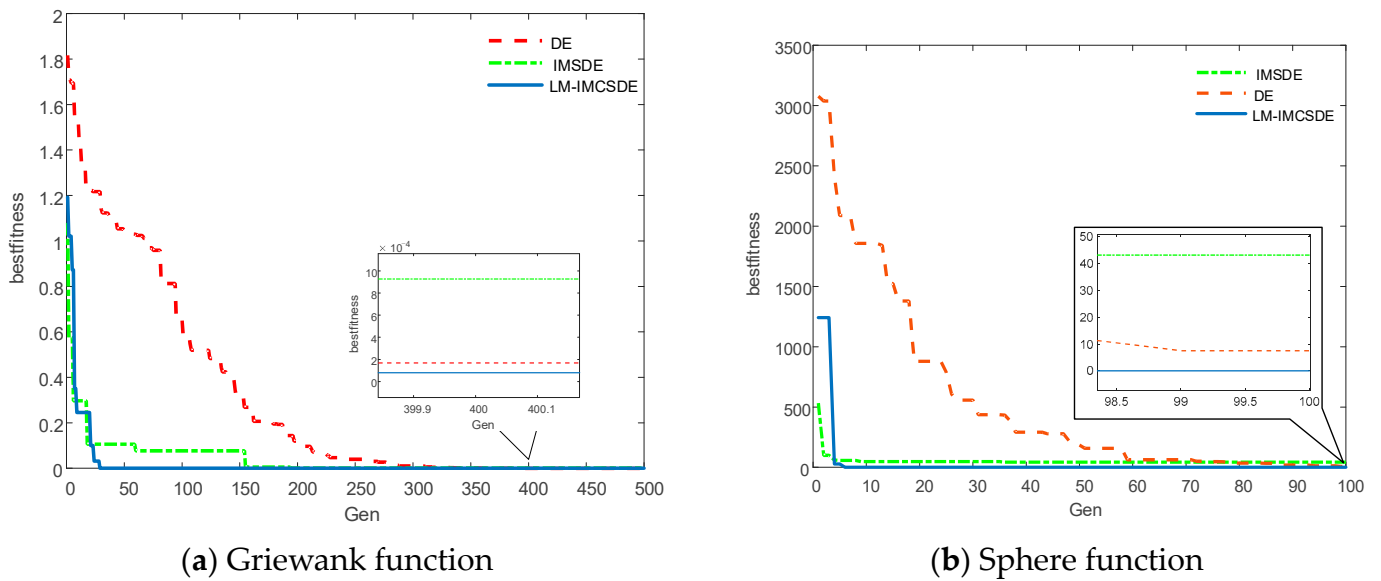 2
1.8
1.6
1.4
1.2
1
0.8
0.6
0.4
0.2
0
bestfitness
0 50 100 150 200 250 300 350 400 450 500
Gen
DE
IMSDE
LM-IMCSDE
× 10⁻⁴
10
8
6
4
2
0
bestfitness
399.9 400 400.1
Gen
(a) Griewank function
3500
3000
2500
2000
1500
1000
500
0
bestfitness
0 10 20 30 40 50 60 70 80 90 100
Gen
IMSDE
DE
LM-IMCSDE
50
40
30
20
10
0
98.5 99 99.5 100
(b) Sphere function